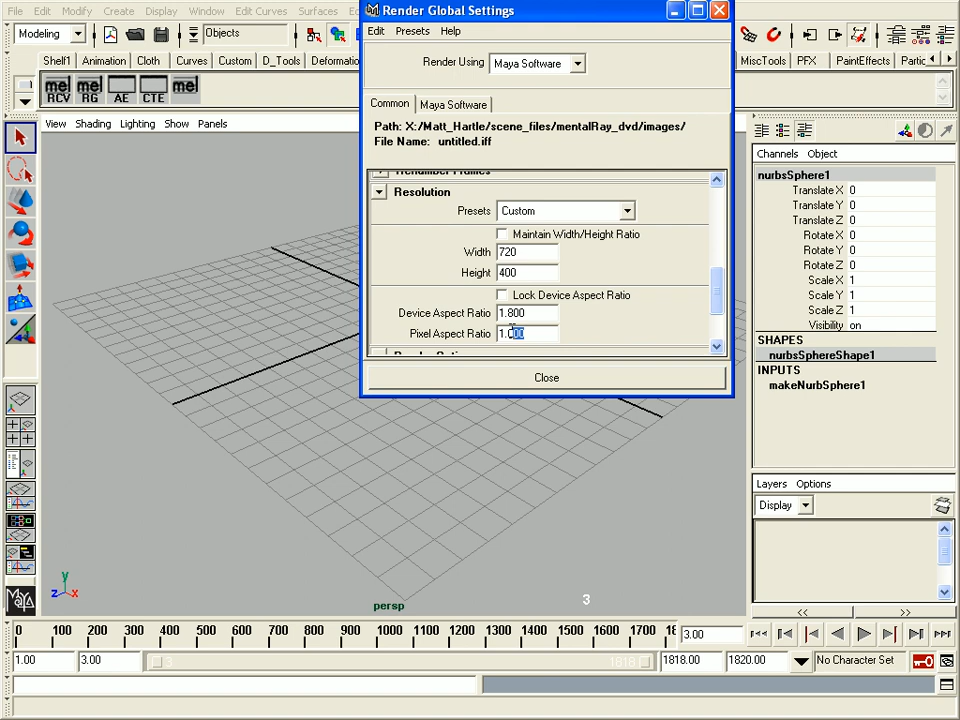 File Edit Modify Create Display Window Edit Curves Surfaces
Render Global Settings
Modeling
Objects
Edit Presets Help
Render Using Maya Software
Shelf1 Animation Cloth Curves Custom D_Tools
MiscTools PFX PaintEffects
mel mel mel
RCV RG AE CTE
Common Maya Software
Path: X:/Matt_Hartle/scene_files/mentalRay_dvd/images/
File Name: untitled.iff
View Shading Lighting Show Panels
Resolution
Presets Custom
Maintain Width/Height Ratio
Width 720
Height 400
Lock Device Aspect Ratio
Device Aspect Ratio 1.800
Pixel Aspect Ratio 1.000
Close
Channels Object
nurbsSphere1
Translate X 0
Translate Y 0
Translate Z 0
Rotate X 0
Rotate Y 0
Rotate Z 0
Scale X 1
Scale Y 1
Scale Z 1
Visibility on
SHAPES
nurbsSphereShape1
INPUTS
makeNurbSphere1
Layers Options
Display
y
z x
persp
3
MAYA
0 100 200 300 400 500 600 700 800 900 1000 1100 1200 1300 1400 1500 1600 1700 18
3.00
1.00 3.00 3 1818 1818.00 1820.00 No Character Set